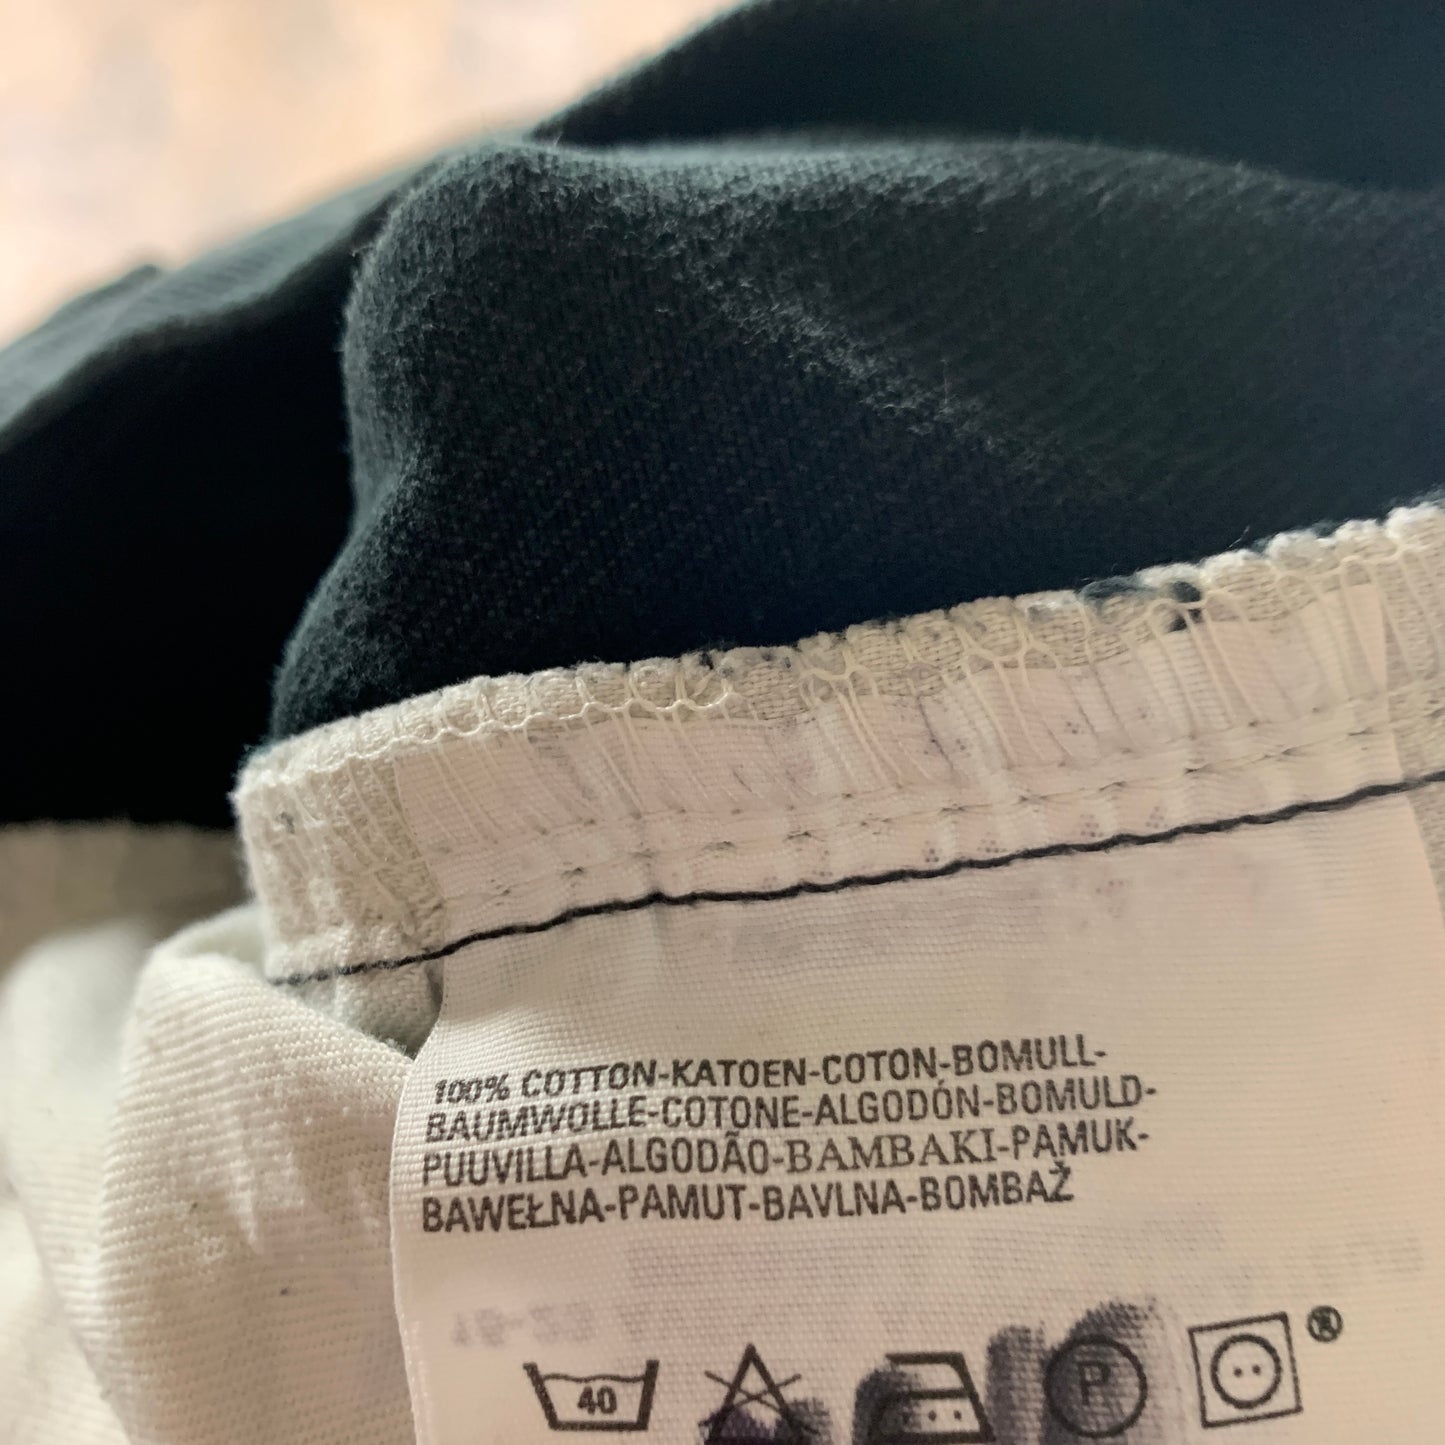 100% COTTON-KATOEN-COTON-BOMULL-
BAUMWOLLE-COTONE-ALGODÓN-BOMULD-
PUUVILLA-ALGODÃO-BAMBAKI-PAMUK-
BAWEŁNA-PAMUT-BAVLNA-BOMBAŽ
40 P ®